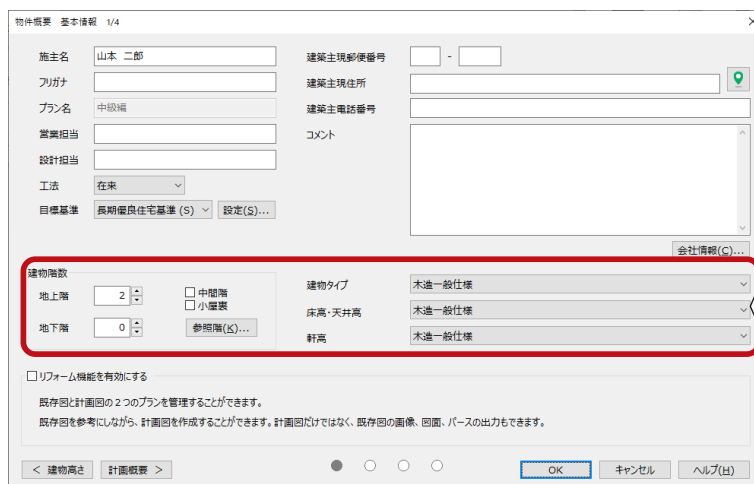 物件概要 基本情報 1/4
施主名 山本 二郎
フリガナ
プラン名 中級編
営業担当
設計担当
工法 在来
目標基準 長期優良住宅基準 (S) 設定(S)...
建築主現郵便番号 -
建築主現住所
建築主電話番号
コメント
会社情報(C)...
建物階数
地上階 2 中間階
小屋裏
地下階 0 参照階(K)...
建物タイプ 木造一般仕様
床高・天井高 木造一般仕様
軒高 木造一般仕様
リフォーム機能を有効にする
既存図と計画図の2つのプランを管理することができます。
既存図を参考にしながら、計画図を作成することができます。計画図だけではなく、既存図の画像、図面、パースの出力もできます。
< 建物高さ 計画概要 > OK キャンセル ヘルプ(H)